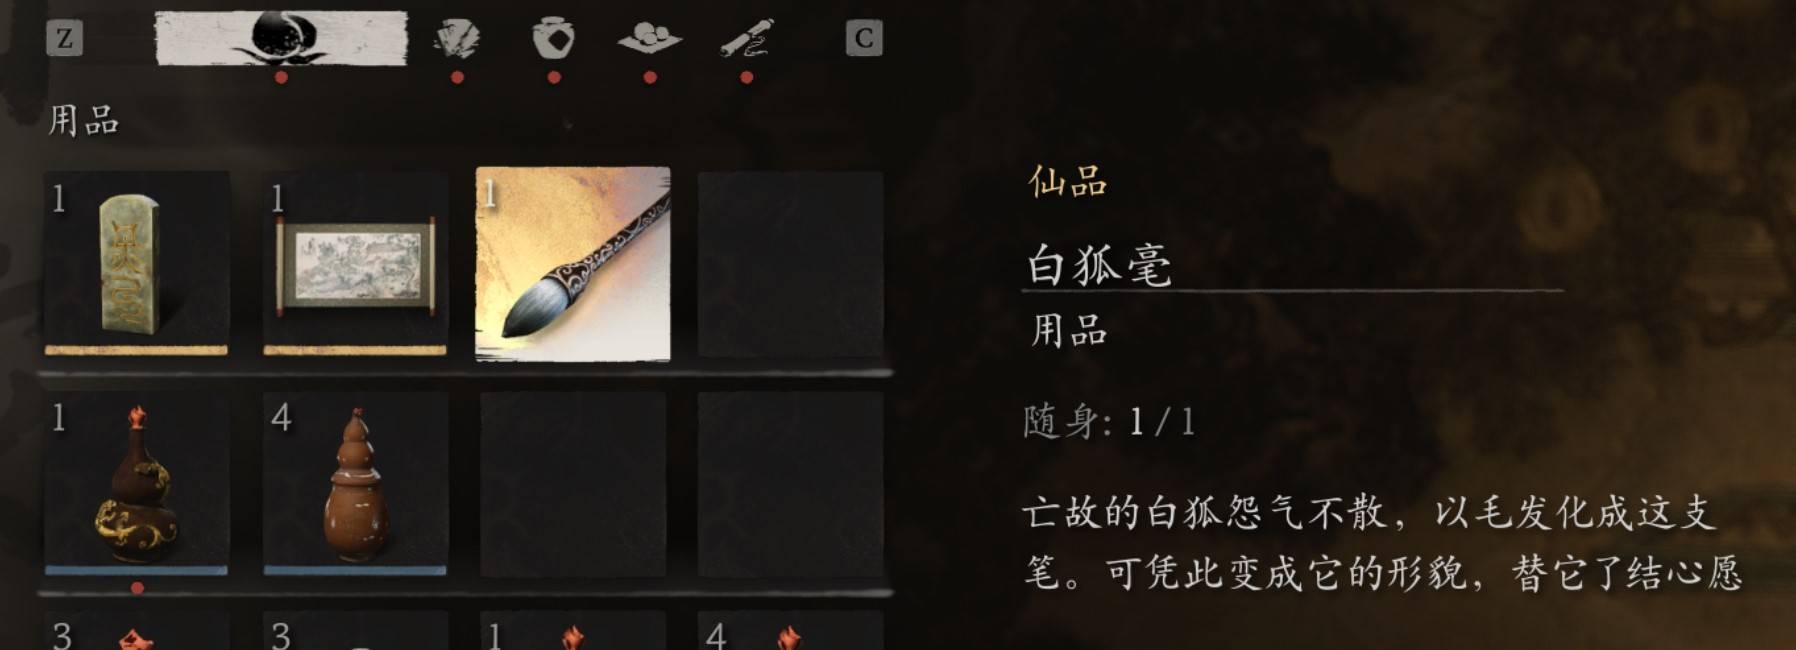 Z
C
用品
1
1
1
1
4
3
3
1
4
仙品
白狐毫
用品
随身: 1/1
亡故的白狐怨气不散，以毛发化成这支
笔。可凭此变成它的形貌，替它了结心愿